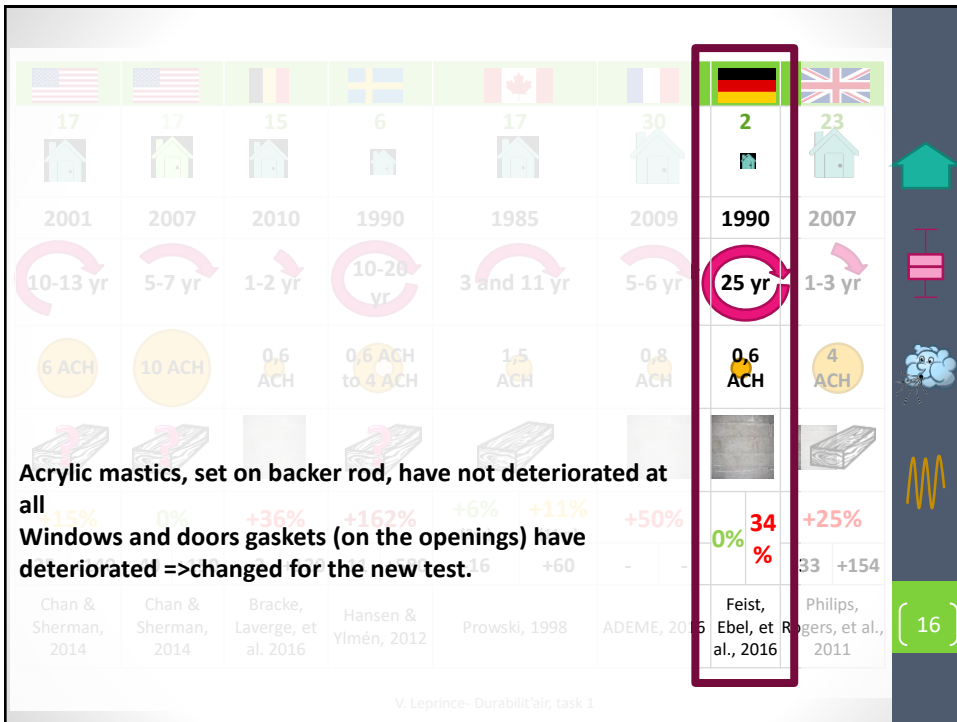 17 17 15 6 17 30 2 23
2001 2007 2010 1990 1985 2009 1990 2007
10-13 yr 5-7 yr 1-2 yr 10-20 yr 3 and 11 yr 5-6 yr 25 yr 1-3 yr
6 ACH 10 ACH 0,6 ACH 0,6 ACH to 4 ACH 1,5 ACH 0,8 ACH 0,6 ACH 4 ACH
? ? ?
Acrylic mastics, set on backer rod, have not deteriorated at
all
+15% 0% +36% +162% +6% +11% +50% 0% 34 % +25%
Windows and doors gaskets (on the openings) have
deteriorated =>changed for the new test.
16 +60 - - 33 +154
Chan & Sherman, 2014
Chan & Sherman, 2014
Bracke, Laverge, et al. 2016
Hansen & Ylmén, 2012
Prowski, 1998
ADEME, 2016
Feist, Ebel, et al., 2016
Philips, Rogers, et al., 2011
16
V. Leprince- Durabilit'air, task 1